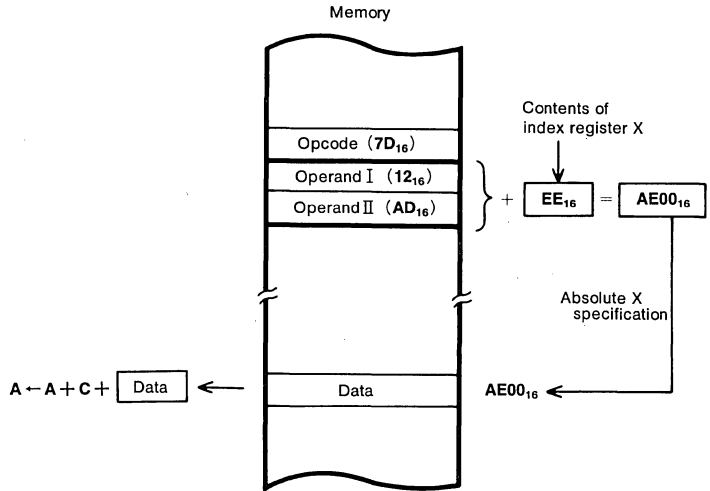 Memory
Contents of
index register X
Opcode (7D₁₆)
Operand Ⅰ (12₁₆)
Operand Ⅱ (AD₁₆)
+ EE₁₆ = AE00₁₆
Absolute X
specification
A ← A + C + Data
Data
AE00₁₆